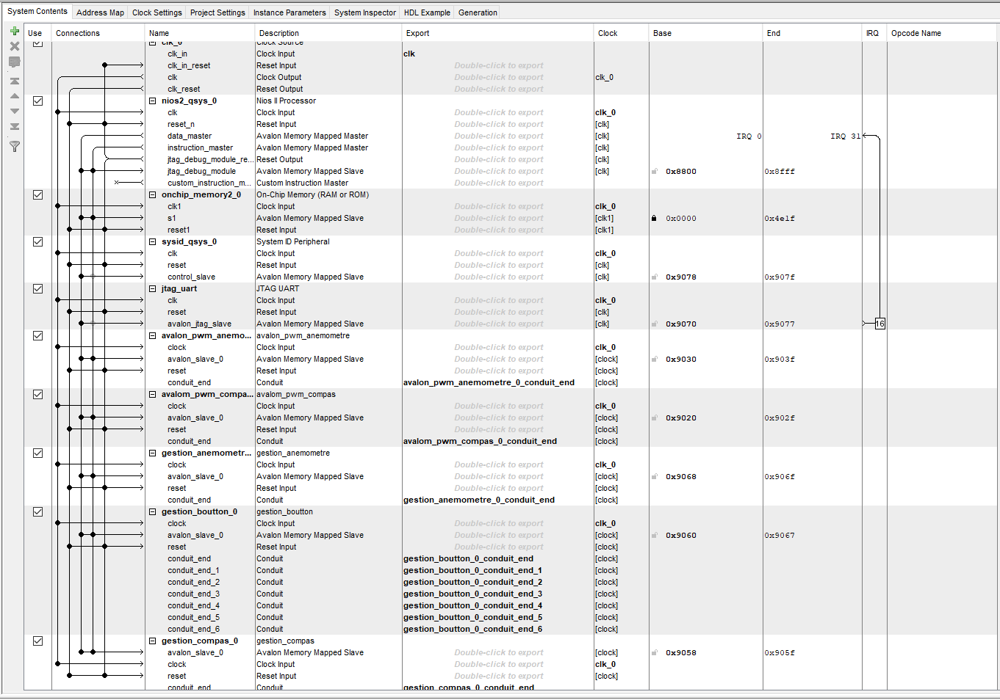 System Contents Address Map Clock Settings Project Settings Instance Parameters System Inspector HDL Example Generation
Use Connections Name Description Export Clock Base End IRQ Opcode Name
clk_0 Clock Source
clk_in Clock Input clk
clk_in_reset Reset Input Double-click to export
clk Clock Output Double-click to export clk_0
clk_reset Reset Output Double-click to export
nios2_qsys_0 Nios II Processor
clk Clock Input Double-click to export clk_0
reset_n Reset Input Double-click to export [clk]
data_master Avalon Memory Mapped Master Double-click to export [clk] IRQ 0 IRQ 31
instruction_master Avalon Memory Mapped Master Double-click to export [clk]
jtag_debug_module_re... Reset Output Double-click to export [clk]
jtag_debug_module Avalon Memory Mapped Slave Double-click to export [clk] 0x8800 0x8fff
custom_instruction_m... Custom Instruction Master Double-click to export
onchip_memory2_0 On-Chip Memory (RAM or ROM)
clk1 Clock Input Double-click to export clk_0
s1 Avalon Memory Mapped Slave Double-click to export [clk1] 0x0000 0x4e1f
reset1 Reset Input Double-click to export [clk1]
sysid_qsys_0 System ID Peripheral
clk Clock Input Double-click to export clk_0
reset Reset Input Double-click to export [clk]
control_slave Avalon Memory Mapped Slave Double-click to export [clk] 0x9078 0x907f
jtag_uart JTAG UART
clk Clock Input Double-click to export clk_0
reset Reset Input Double-click to export [clk]
avalon_jtag_slave Avalon Memory Mapped Slave Double-click to export [clk] 0x9070 0x9077 16
avalon_pwm_anemo... avalon_pwm_anemometre
clock Clock Input Double-click to export clk_0
avalon_slave_0 Avalon Memory Mapped Slave Double-click to export [clock] 0x9030 0x903f
reset Reset Input Double-click to export [clock]
conduit_end Conduit avalon_pwm_anemometre_0_conduit_end [clock]
avalom_pwm_compa... avalom_pwm_compas
clock Clock Input Double-click to export clk_0
avalon_slave_0 Avalon Memory Mapped Slave Double-click to export [clock] 0x9020 0x902f
reset Reset Input Double-click to export [clock]
conduit_end Conduit avalom_pwm_compas_0_conduit_end [clock]
gestion_anemometr... gestion_anemometre
clock Clock Input Double-click to export clk_0
avalon_slave_0 Avalon Memory Mapped Slave Double-click to export [clock] 0x9068 0x906f
reset Reset Input Double-click to export [clock]
conduit_end Conduit gestion_anemometre_0_conduit_end [clock]
gestion_boutton_0 gestion_boutton
clock Clock Input Double-click to export clk_0
avalon_slave_0 Avalon Memory Mapped Slave Double-click to export [clock] 0x9060 0x9067
reset Reset Input Double-click to export [clock]
conduit_end Conduit gestion_boutton_0_conduit_end [clock]
conduit_end_1 Conduit gestion_boutton_0_conduit_end_1 [clock]
conduit_end_2 Conduit gestion_boutton_0_conduit_end_2 [clock]
conduit_end_3 Conduit gestion_boutton_0_conduit_end_3 [clock]
conduit_end_4 Conduit gestion_boutton_0_conduit_end_4 [clock]
conduit_end_5 Conduit gestion_boutton_0_conduit_end_5 [clock]
conduit_end_6 Conduit gestion_boutton_0_conduit_end_6 [clock]
gestion_compas_0 gestion_compas
avalon_slave_0 Avalon Memory Mapped Slave Double-click to export [clock] 0x9058 0x905f
clock Clock Input Double-click to export clk_0
reset Reset Input Double-click to export [clock]
conduit_end Conduit gestion_compas_0_conduit_end